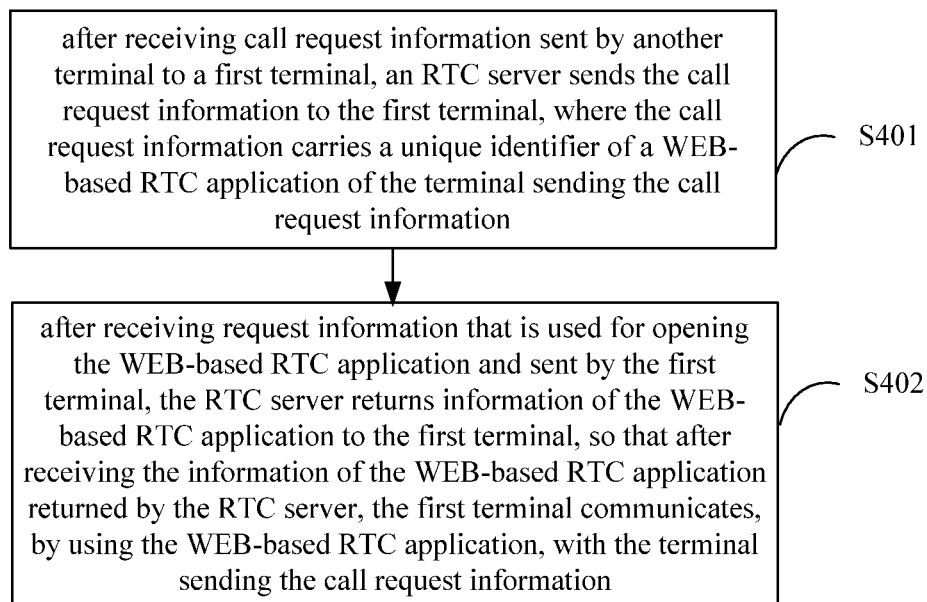 after receiving call request information sent by another
terminal to a first terminal, an RTC server sends the call
request information to the first terminal, where the call
request information carries a unique identifier of a WEB-
based RTC application of the terminal sending the call
request information
S401
after receiving request information that is used for opening
the WEB-based RTC application and sent by the first
terminal, the RTC server returns information of the WEB-
based RTC application to the first terminal, so that after
receiving the information of the WEB-based RTC application
returned by the RTC server, the first terminal communicates,
by using the WEB-based RTC application, with the terminal
sending the call request information
S402